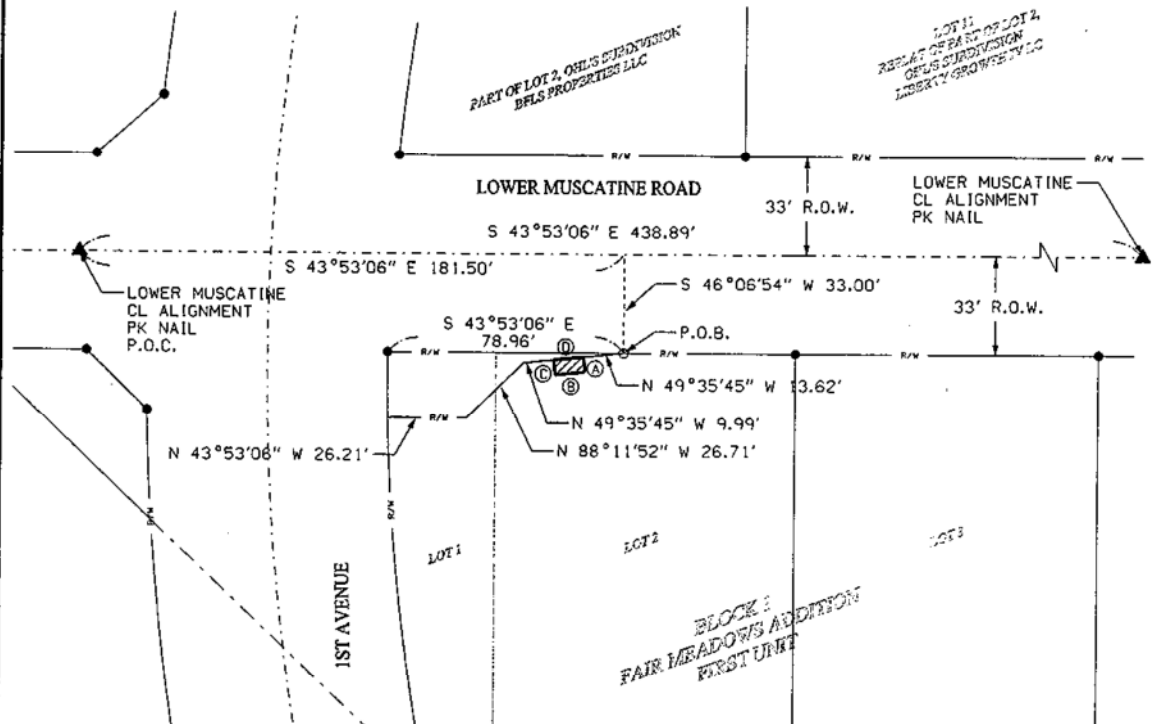 PART OF LOT 2, OHL'S SUBDIVISION
BFLS PROPERTIES LLC
LOT 11
REPLAT OF PART OF LOT 2,
OHL'S SUBDIVISION
LIBERTY GROWTH IV LC
R/W
R/W
R/W
LOWER MUSCATINE ROAD
33' R.O.W.
LOWER MUSCATINE
CL ALIGNMENT
PK NAIL
S 43°53'06" E 438.89'
S 43°53'06" E 181.50'
LOWER MUSCATINE
CL ALIGNMENT
PK NAIL
P.O.C.
S 46°06'54" W 33.00'
33' R.O.W.
S 43°53'06" E
78.96'
P.O.B.
R/W
R/W
R/W
D
C
A
B
N 49°35'45" W 13.62'
R/W
N 49°35'45" W 9.99'
N 43°53'06" W 26.21'
N 88°11'52" W 26.71'
R/W
R/W
LOT 1
LOT 2
LOT 3
1ST AVENUE
BLOCK 1
FAIR MEADOWS ADDITION
FIRST UNIT